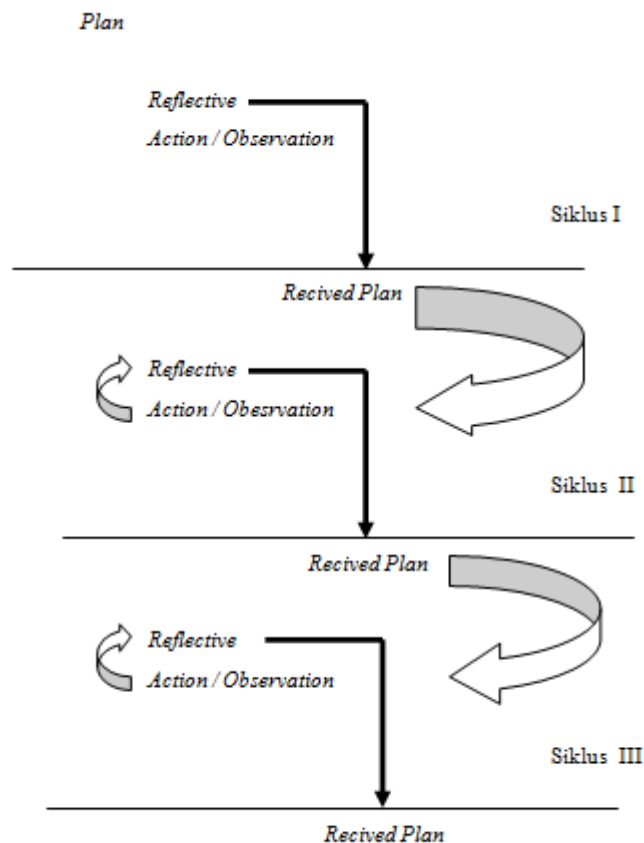 Plan
Reflective
Action / Observation
Siklus I
Recived Plan
Reflective
Action / Obesrvation
Siklus II
Recived Plan
Reflective
Action / Observation
Siklus III
Recived Plan